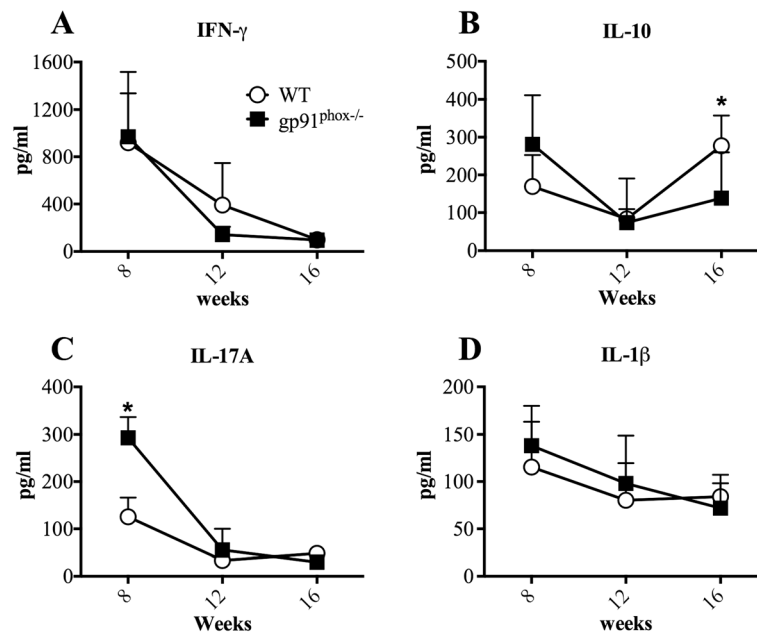 A
IFN-γ
1600
1200
800
400
0
pg/ml
8
12
16
weeks
WT
gp91phox-/-
B
IL-10
500
400
300
200
100
0
pg/ml
*
8
12
16
Weeks
C
IL-17A
400
300
200
100
0
pg/ml
*
8
12
16
Weeks
D
IL-1β
200
150
100
50
0
pg/ml
8
12
16
weeks